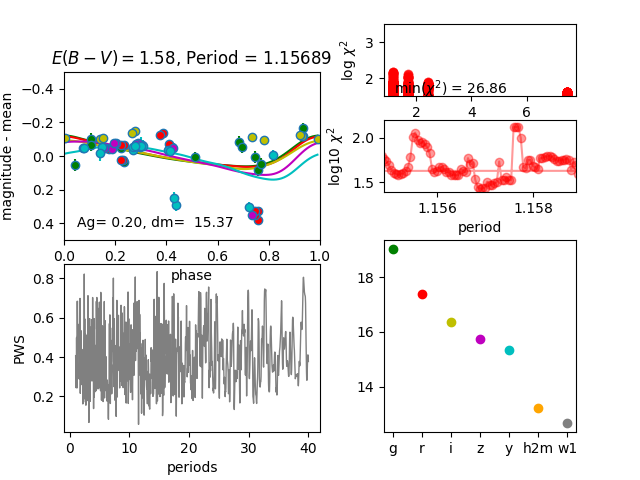 E(B − V) = 1.58, Period = 1.15689
magnitude - mean
−0.4
−0.2
0.0
0.2
0.4
Ag= 0.20, dm=  15.37
0.0 0.2 0.4 0.6 0.8 1.0
phase
log χ²
3
2
min(χ²) = 26.86
2 4 6
log10 χ²
2.0
1.5
1.156 1.158
period
PWS
0.8
0.6
0.4
0.2
0 10 20 30 40
periods
18
16
14
g r i z y h2m w1